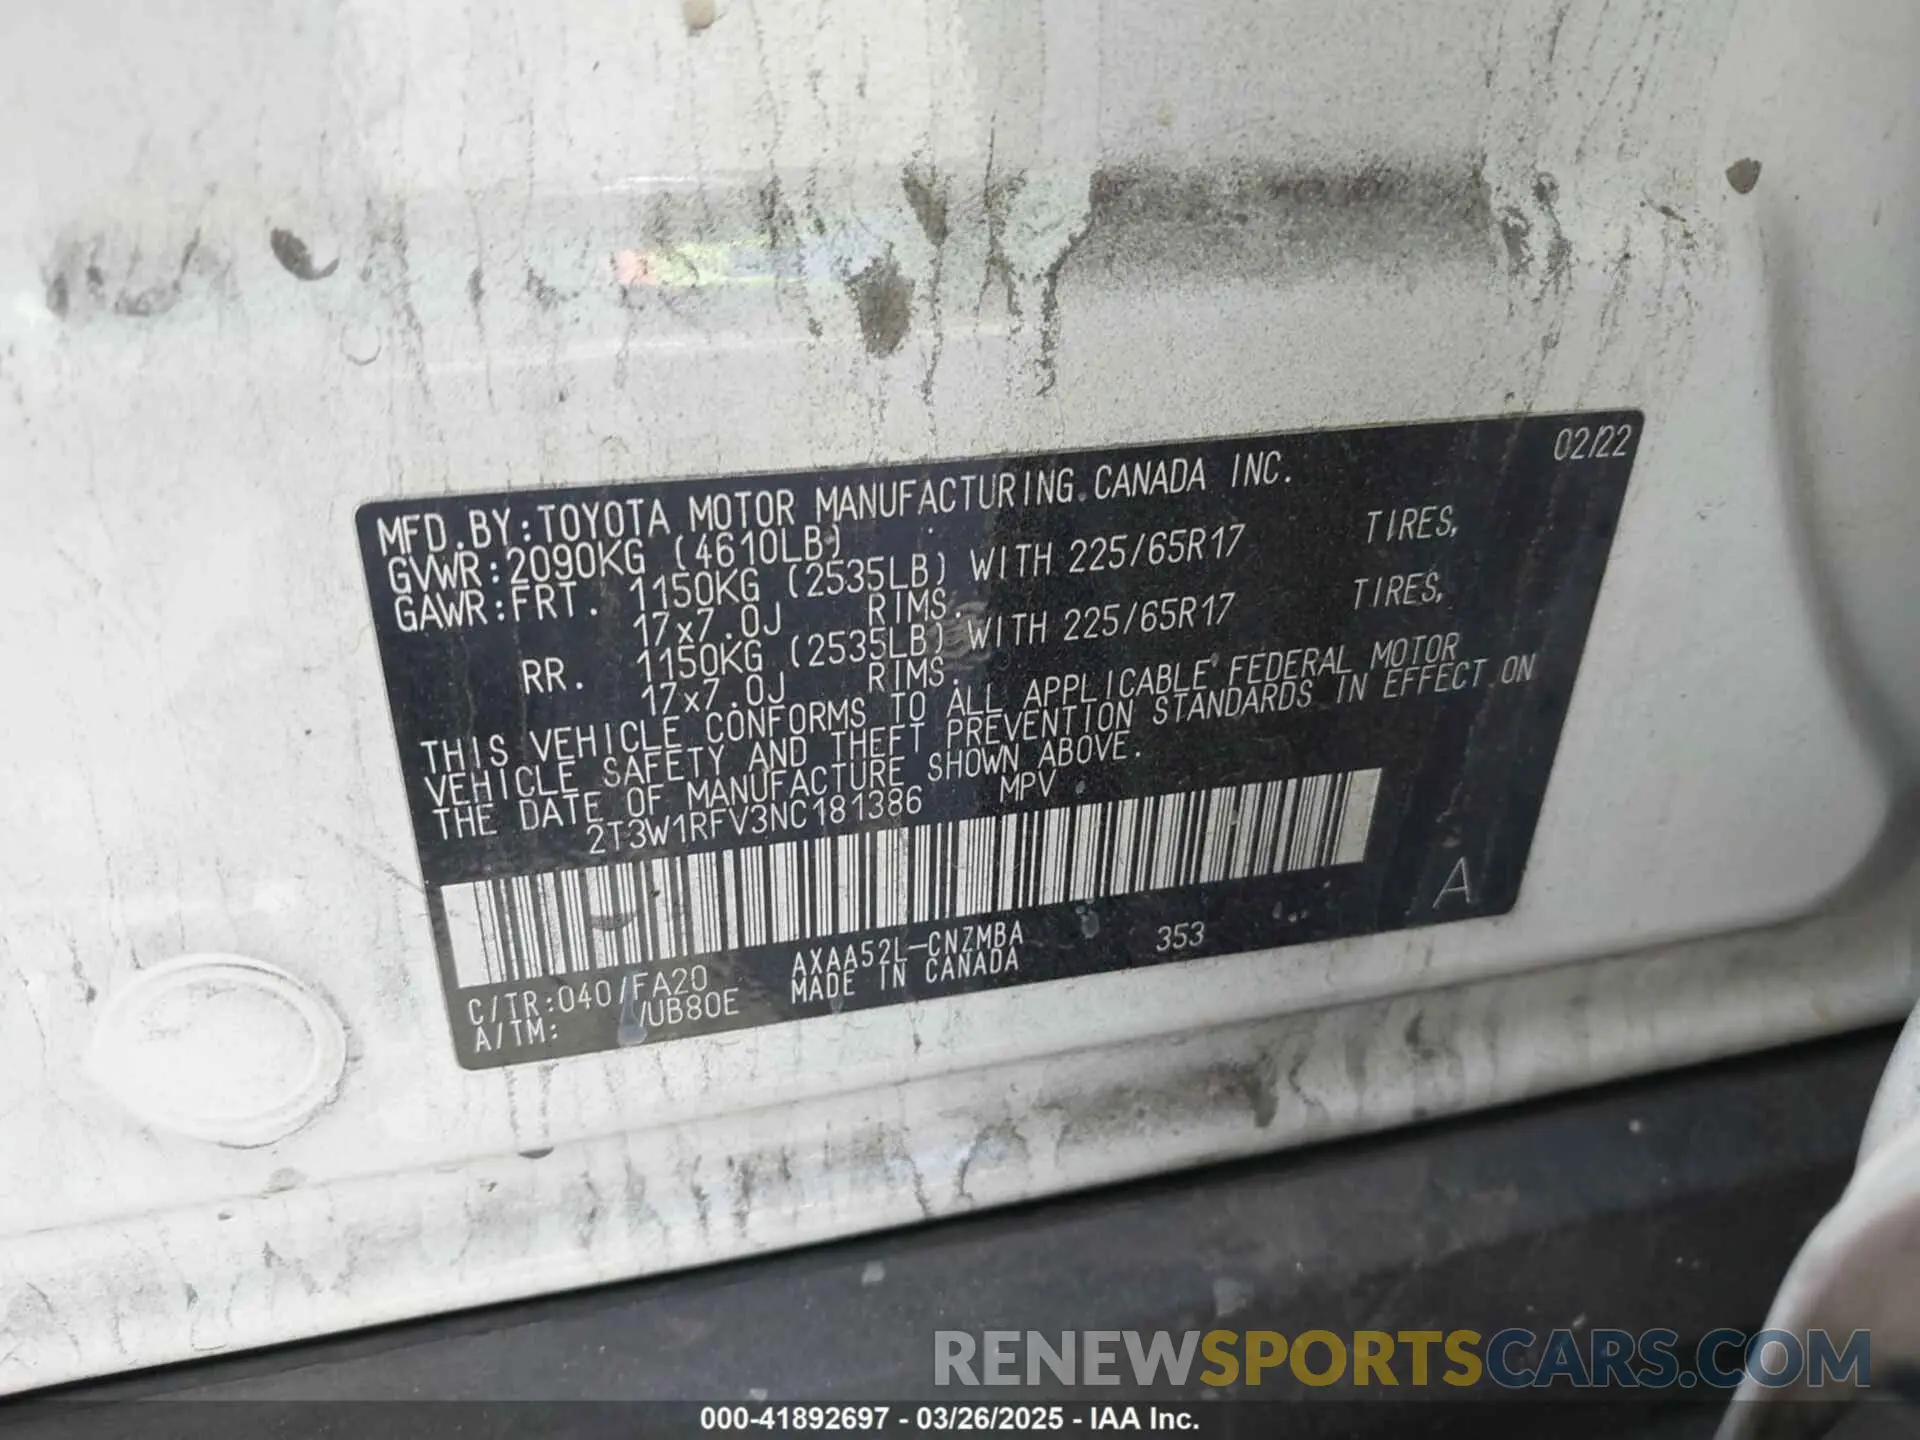 02/22
MFD.BY:TOYOTA MOTOR MANUFACTURING CANADA INC.
GVWR:2090KG (4610LB)
GAWR:FRT. 1150KG (2535LB) WITH 225/65R17 TIRES,
17x7.0J RIMS.
RR. 1150KG (2535LB) WITH 225/65R17 TIRES,
17x7.0J RIMS.
THIS VEHICLE CONFORMS TO ALL APPLICABLE FEDERAL MOTOR
VEHICLE SAFETY AND THEFT PREVENTION STANDARDS IN EFFECT ON
THE DATE OF MANUFACTURE SHOWN ABOVE.
2T3W1RFV3NC181386 MPV
A
C/TR:040/FA20 AXAA52L-CNZMBA 353
A/TM: /UB80E MADE IN CANADA
RENEWSPORTSCARS.COM
000-41892697 - 03/26/2025 - IAA Inc.